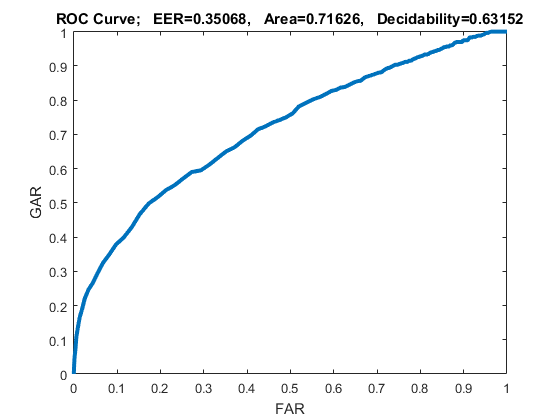 ROC Curve;   EER=0.35068,   Area=0.71626,   Decidability=0.63152
1
0.9
0.8
0.7
0.6
0.5
0.4
0.3
0.2
0.1
0
GAR
0 0.1 0.2 0.3 0.4 0.5 0.6 0.7 0.8 0.9 1
FAR